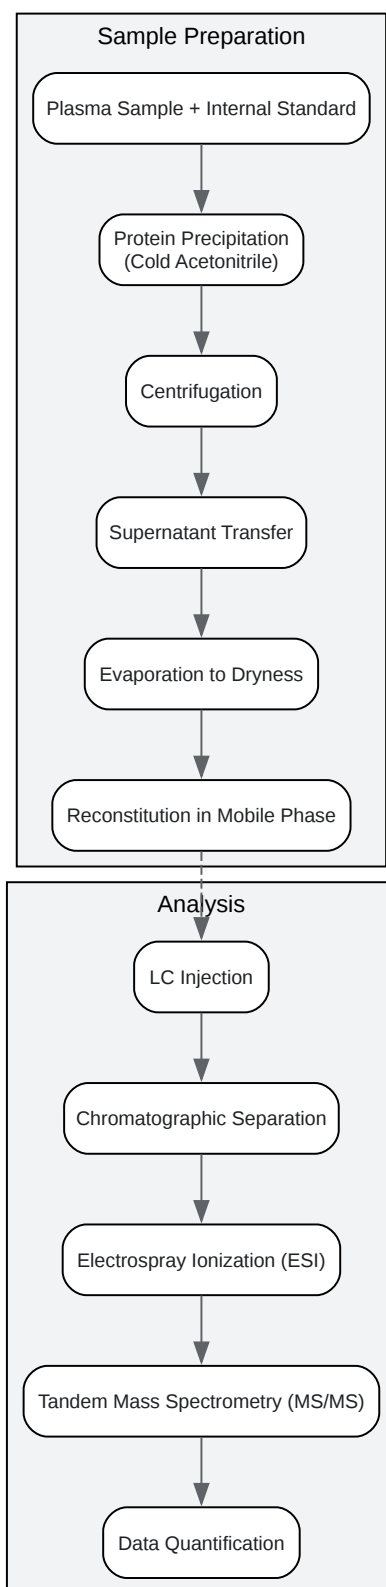 Sample Preparation
Plasma Sample + Internal Standard
Protein Precipitation
(Cold Acetonitrile)
Centrifugation
Supernatant Transfer
Evaporation to Dryness
Reconstitution in Mobile Phase
Analysis
LC Injection
Chromatographic Separation
Electrospray Ionization (ESI)
Tandem Mass Spectrometry (MS/MS)
Data Quantification